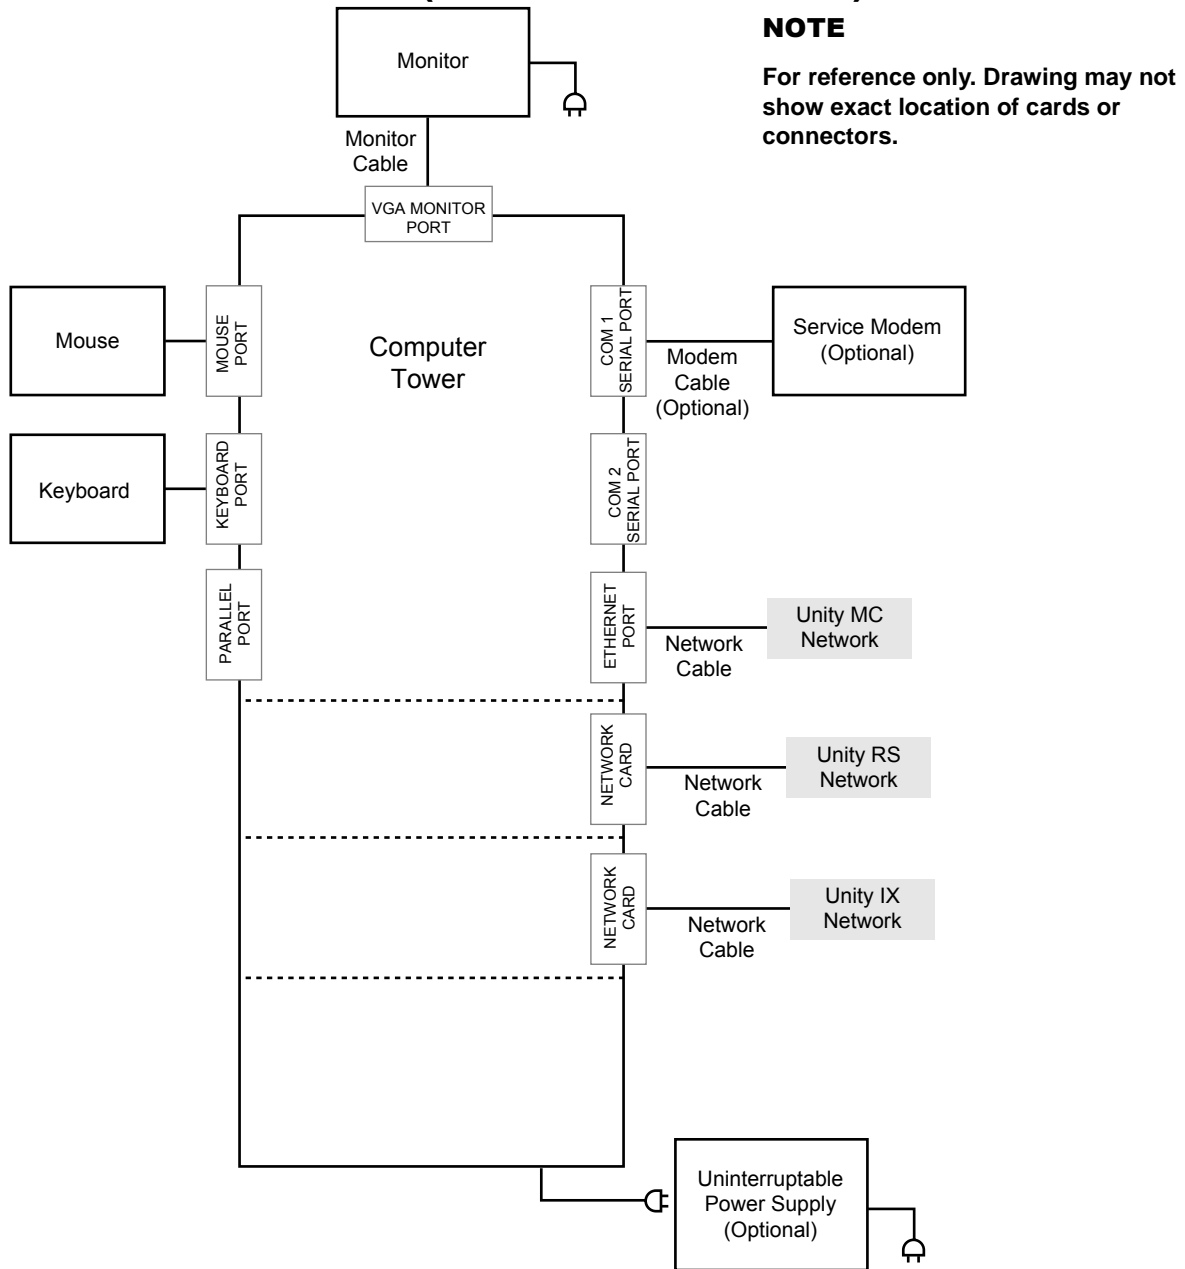 NOTE
For reference only. Drawing may not
show exact location of cards or
connectors.
Monitor
Monitor
Cable
VGA MONITOR
PORT
Mouse
MOUSE
PORT
Computer
Tower
COM 1
SERIAL PORT
Modem
Cable
(Optional)
Service Modem
(Optional)
Keyboard
KEYBOARD
PORT
COM 2
SERIAL PORT
PARALLEL
PORT
ETHERNET
PORT
Network
Cable
Unity MC
Network
NETWORK
CARD
Network
Cable
Unity RS
Network
NETWORK
CARD
Network
Cable
Unity IX
Network
Uninterruptable
Power Supply
(Optional)